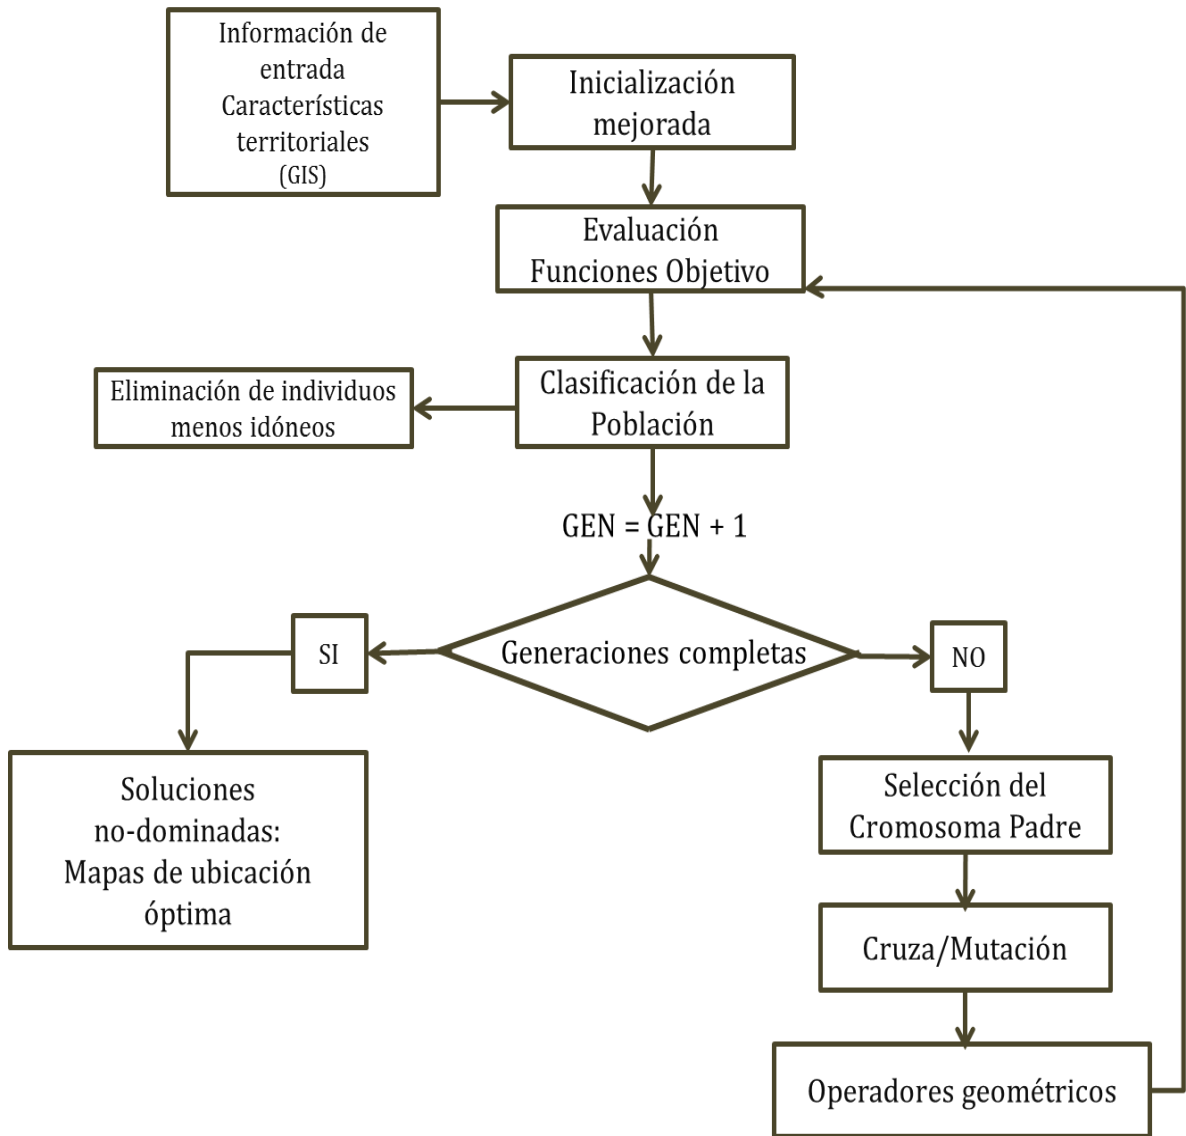 Información de
entrada
Características
territoriales
(GIS)
Inicialización
mejorada
Evaluación
Funciones Objetivo
Clasificación de la
Población
Eliminación de individuos
menos idóneos
GEN = GEN + 1
Generaciones completas
SI
NO
Soluciones
no-dominadas:
Mapas de ubicación
óptima
Selección del
Cromosoma Padre
Cruza/Mutación
Operadores geométricos